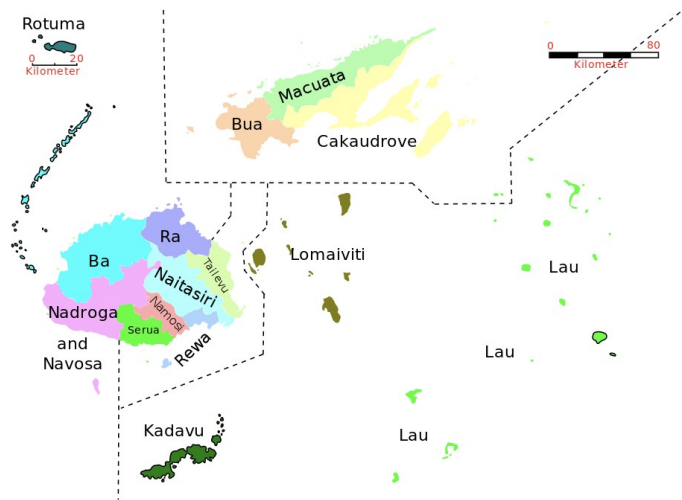 Rotuma
0 20
Kilometer
0 80
Kilometer
Macuata
Bua
Cakaudrove
Ra
Ba
Tailevu
Naitasiri
Lomaiviti
Lau
Nadroga
and
Navosa
Namosi
Serua
Rewa
Lau
Kadavu
Lau